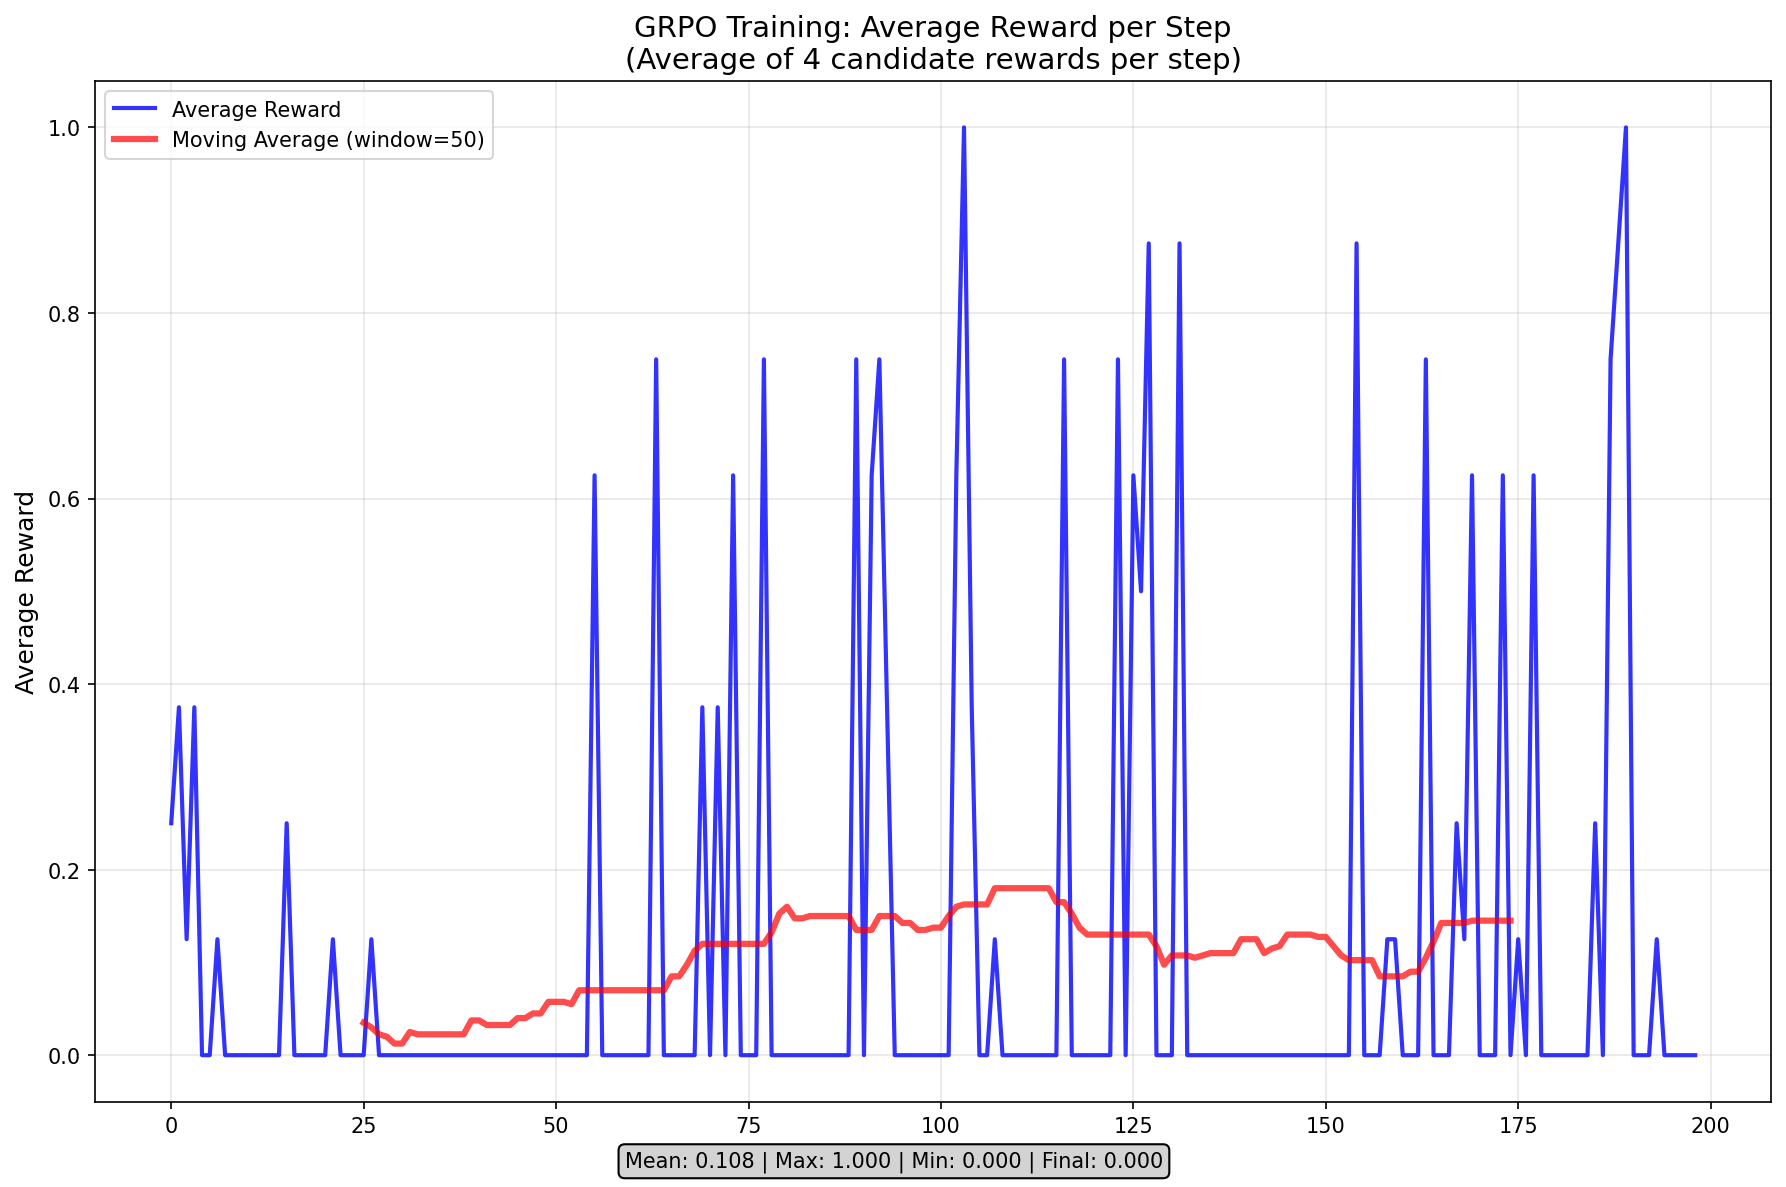 GRPO Training: Average Reward per Step
(Average of 4 candidate rewards per step)
Average Reward
Moving Average (window=50)
Average Reward
1.0
0.8
0.6
0.4
0.2
0.0
0 25 50 75 100 125 150 175 200
Mean: 0.108 | Max: 1.000 | Min: 0.000 | Final: 0.000